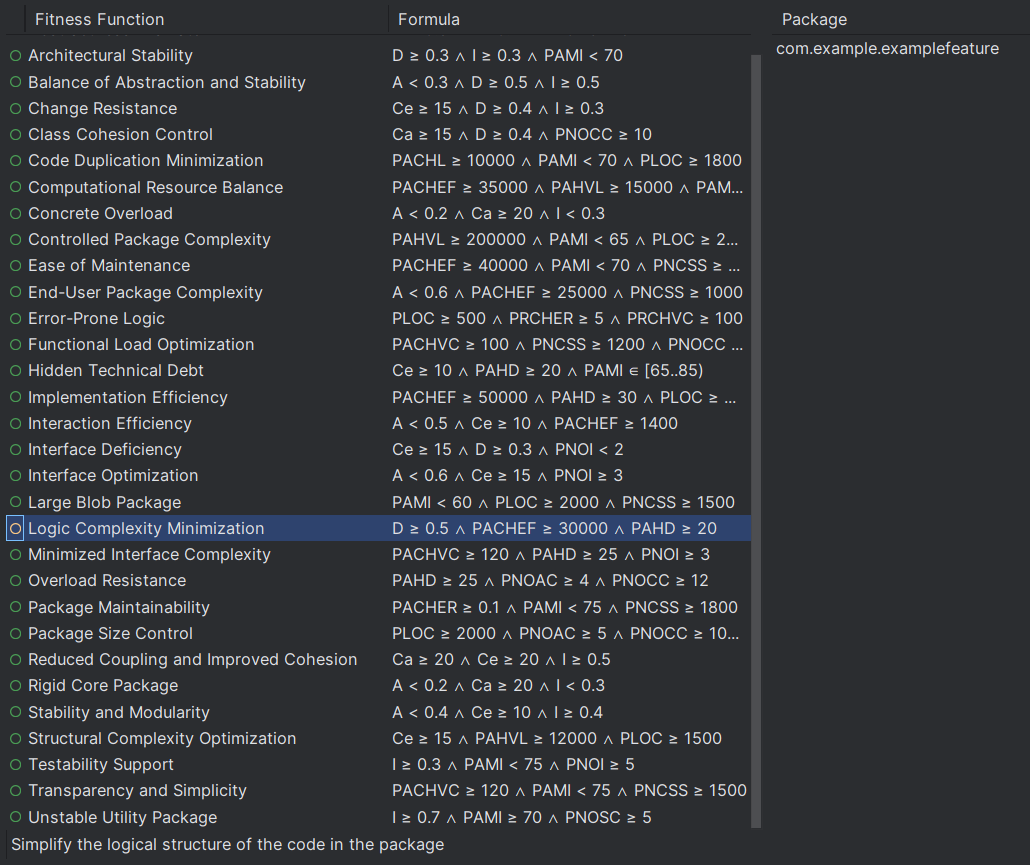 Fitness Function Formula Package
Architectural Stability D ≥ 0.3 ∧ I ≥ 0.3 ∧ PAMI < 70 com.example.examplefeature
Balance of Abstraction and Stability A < 0.3 ∧ D ≥ 0.5 ∧ I ≥ 0.5
Change Resistance Ce ≥ 15 ∧ D ≥ 0.4 ∧ I ≥ 0.3
Class Cohesion Control Ca ≥ 15 ∧ D ≥ 0.4 ∧ PNOCC ≥ 10
Code Duplication Minimization PACHL ≥ 10000 ∧ PAMI < 70 ∧ PLOC ≥ 1800
Computational Resource Balance PACHEF ≥ 35000 ∧ PAHVL ≥ 15000 ∧ PAM...
Concrete Overload A < 0.2 ∧ Ca ≥ 20 ∧ I < 0.3
Controlled Package Complexity PAHVL ≥ 200000 ∧ PAMI < 65 ∧ PLOC ≥ 2...
Ease of Maintenance PACHEF ≥ 40000 ∧ PAMI < 70 ∧ PNCSS ≥ ...
End-User Package Complexity A < 0.6 ∧ PACHEF ≥ 25000 ∧ PNCSS ≥ 1000
Error-Prone Logic PLOC ≥ 500 ∧ PRCHER ≥ 5 ∧ PRCHVC ≥ 100
Functional Load Optimization PACHVC ≥ 100 ∧ PNCSS ≥ 1200 ∧ PNOCC ...
Hidden Technical Debt Ce ≥ 10 ∧ PAHD ≥ 20 ∧ PAMI ∈ [65..85)
Implementation Efficiency PACHEF ≥ 50000 ∧ PAHD ≥ 30 ∧ PLOC ≥ ...
Interaction Efficiency A < 0.5 ∧ Ce ≥ 10 ∧ PACHEF ≥ 1400
Interface Deficiency Ce ≥ 15 ∧ D ≥ 0.3 ∧ PNOI < 2
Interface Optimization A < 0.6 ∧ Ce ≥ 15 ∧ PNOI ≥ 3
Large Blob Package PAMI < 60 ∧ PLOC ≥ 2000 ∧ PNCSS ≥ 1500
Logic Complexity Minimization D ≥ 0.5 ∧ PACHEF ≥ 30000 ∧ PAHD ≥ 20
Minimized Interface Complexity PACHVC ≥ 120 ∧ PAHD ≥ 25 ∧ PNOI ≥ 3
Overload Resistance PAHD ≥ 25 ∧ PNOAC ≥ 4 ∧ PNOCC ≥ 12
Package Maintainability PACHER ≥ 0.1 ∧ PAMI < 75 ∧ PNCSS ≥ 1800
Package Size Control PLOC ≥ 2000 ∧ PNOAC ≥ 5 ∧ PNOCC ≥ 10...
Reduced Coupling and Improved Cohesion Ca ≥ 20 ∧ Ce ≥ 20 ∧ I ≥ 0.5
Rigid Core Package A < 0.2 ∧ Ca ≥ 20 ∧ I < 0.3
Stability and Modularity A < 0.4 ∧ Ce ≥ 10 ∧ I ≥ 0.4
Structural Complexity Optimization Ce ≥ 15 ∧ PAHVL ≥ 12000 ∧ PLOC ≥ 1500
Testability Support I ≥ 0.3 ∧ PAMI < 75 ∧ PNOI ≥ 5
Transparency and Simplicity PACHVC ≥ 120 ∧ PAMI < 75 ∧ PNCSS ≥ 1500
Unstable Utility Package I ≥ 0.7 ∧ PAMI ≥ 70 ∧ PNOSC ≥ 5
Simplify the logical structure of the code in the package